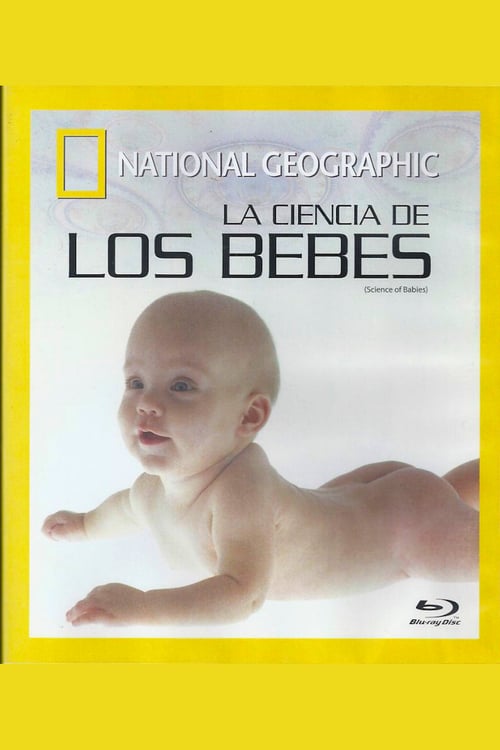 NATIONAL GEOGRAPHIC
LA CIENCIA DE
LOS BEBES
(Science of Babies)
Blu-ray Disc